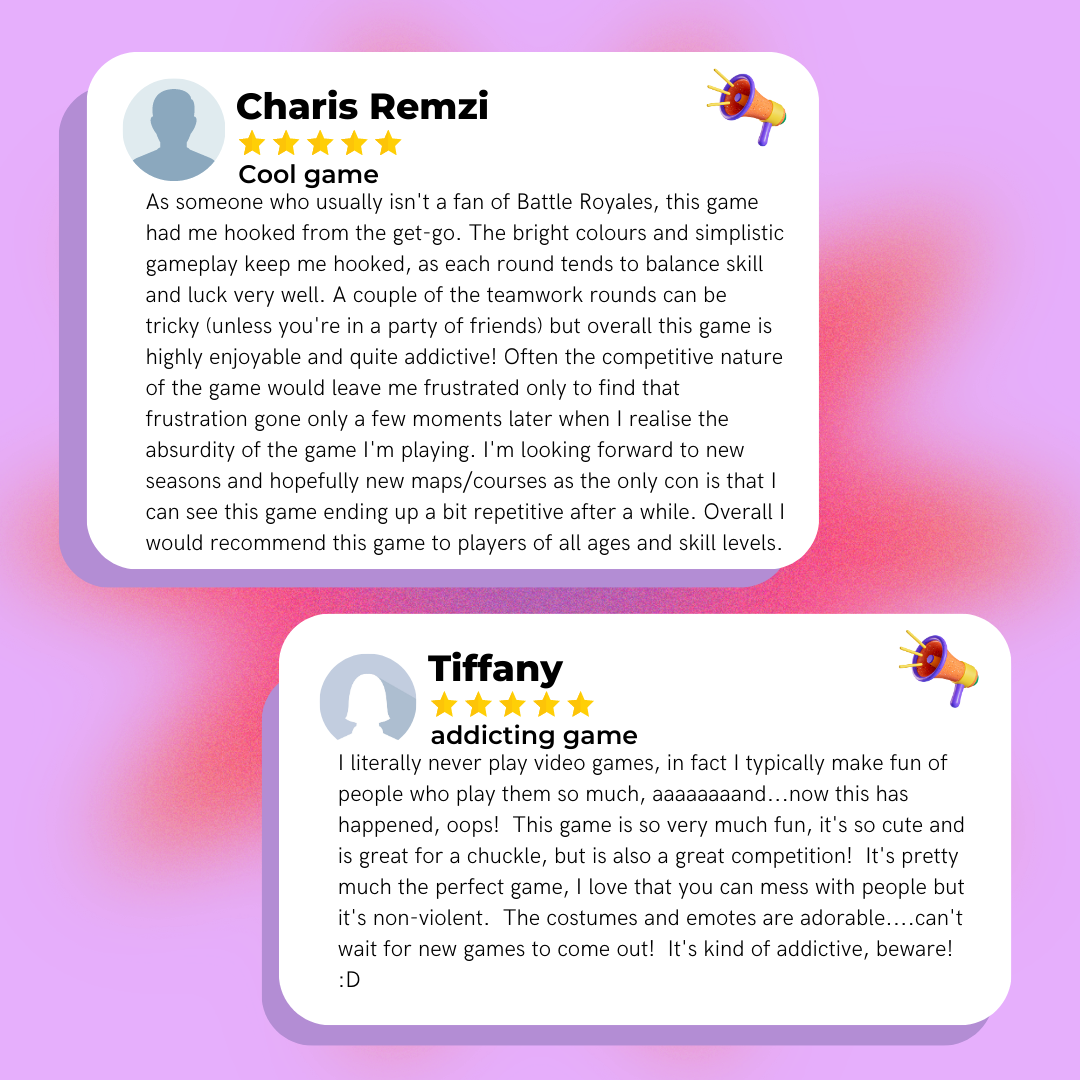 Charis Remzi
Cool game
As someone who usually isn't a fan of Battle Royales, this game
had me hooked from the get-go. The bright colours and simplistic
gameplay keep me hooked, as each round tends to balance skill
and luck very well. A couple of the teamwork rounds can be
tricky (unless you're in a party of friends) but overall this game is
highly enjoyable and quite addictive! Often the competitive nature
of the game would leave me frustrated only to find that
frustration gone only a few moments later when I realise the
absurdity of the game I'm playing. I'm looking forward to new
seasons and hopefully new maps/courses as the only con is that I
can see this game ending up a bit repetitive after a while. Overall I
would recommend this game to players of all ages and skill levels.
Tiffany
addicting game
I literally never play video games, in fact I typically make fun of
people who play them so much, aaaaaaaand...now this has
happened, oops!  This game is so very much fun, it's so cute and
is great for a chuckle, but is also a great competition!  It's pretty
much the perfect game, I love that you can mess with people but
it's non-violent.  The costumes and emotes are adorable....can't
wait for new games to come out!  It's kind of addictive, beware!
:D